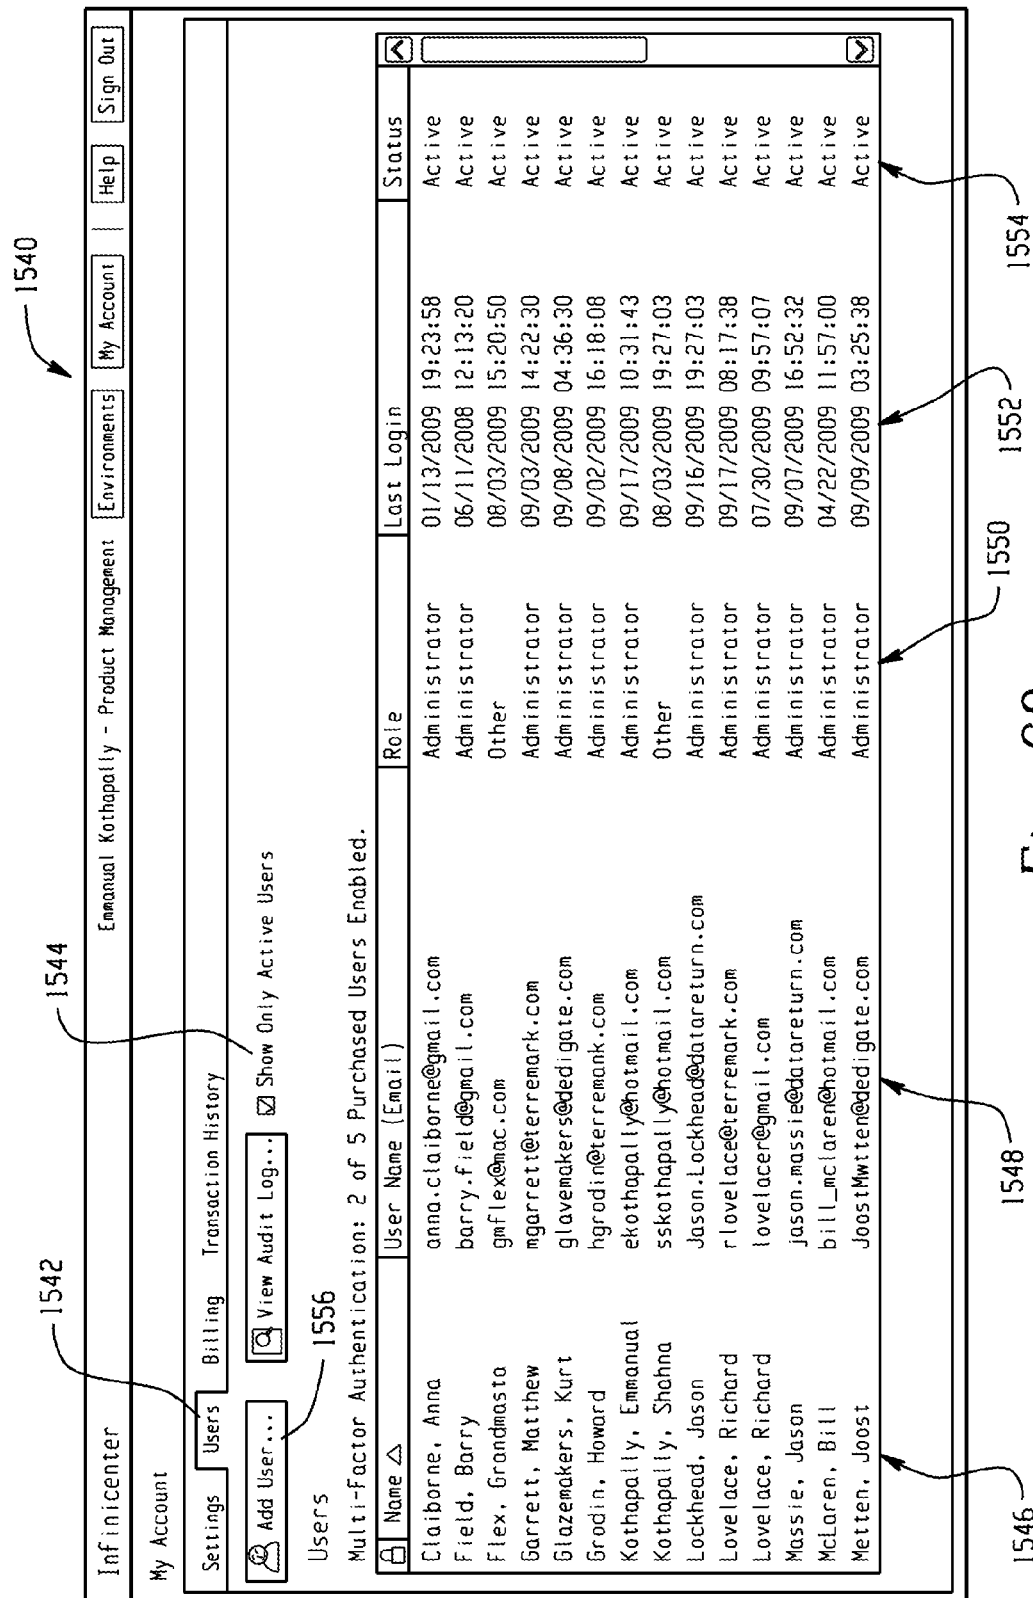 1540
Infinicenter
Emmanual Kothapally - Product Management Environments My Account | Help Sign Out
My Account
1542
1544
Settings Users Billing Transaction History
Add User... View Audit Log... Show Only Active Users
1556
Users
Multi-Factor Authentication: 2 of 5 Purchased Users Enabled.
Name User Name (Email) Role Last Login Status
Claiborne, Anna anna.claiborne@gmail.com Administrator 01/13/2009 19:23:58 Active
Field, Barry barry.field@gmail.com Administrator 06/11/2008 12:13:20 Active
Flex, Grandmasta gmflex@mac.com Other 08/03/2009 15:20:50 Active
Garrett, Matthew mgarett@terremark.com Administrator 09/03/2009 14:22:30 Active
Glazemakers, Kurt glavemakers@dedigate.com Administrator 09/08/2009 04:36:30 Active
Grodin, Howard hgrodin@terremank.com Administrator 09/02/2009 16:18:08 Active
Kothapally, Emmanual ekothapally@hotmail.com Administrator 09/17/2009 10:31:43 Active
Kothapally, Shahna sskothapally@hotmail.com Other 08/03/2009 19:27:03 Active
Lockhead, Jason Jason.Lockhead@datareturn.com Administrator 09/16/2009 19:27:03 Active
Lovelace, Richard rlovelace@terremark.com Administrator 09/17/2009 08:17:38 Active
Lovelace, Richard lovelacer@gmail.com Administrator 07/30/2009 09:57:07 Active
Massie, Jason jason.massie@datareturn.com Administrator 09/07/2009 16:52:32 Active
McLaren, Bill bill_mclaren@hotmail.com Administrator 04/22/2009 11:57:00 Active
Metten, Joost JoostMwtten@dedigate.com Administrator 09/09/2009 03:25:38 Active
1546
1548
1550
1552
1554